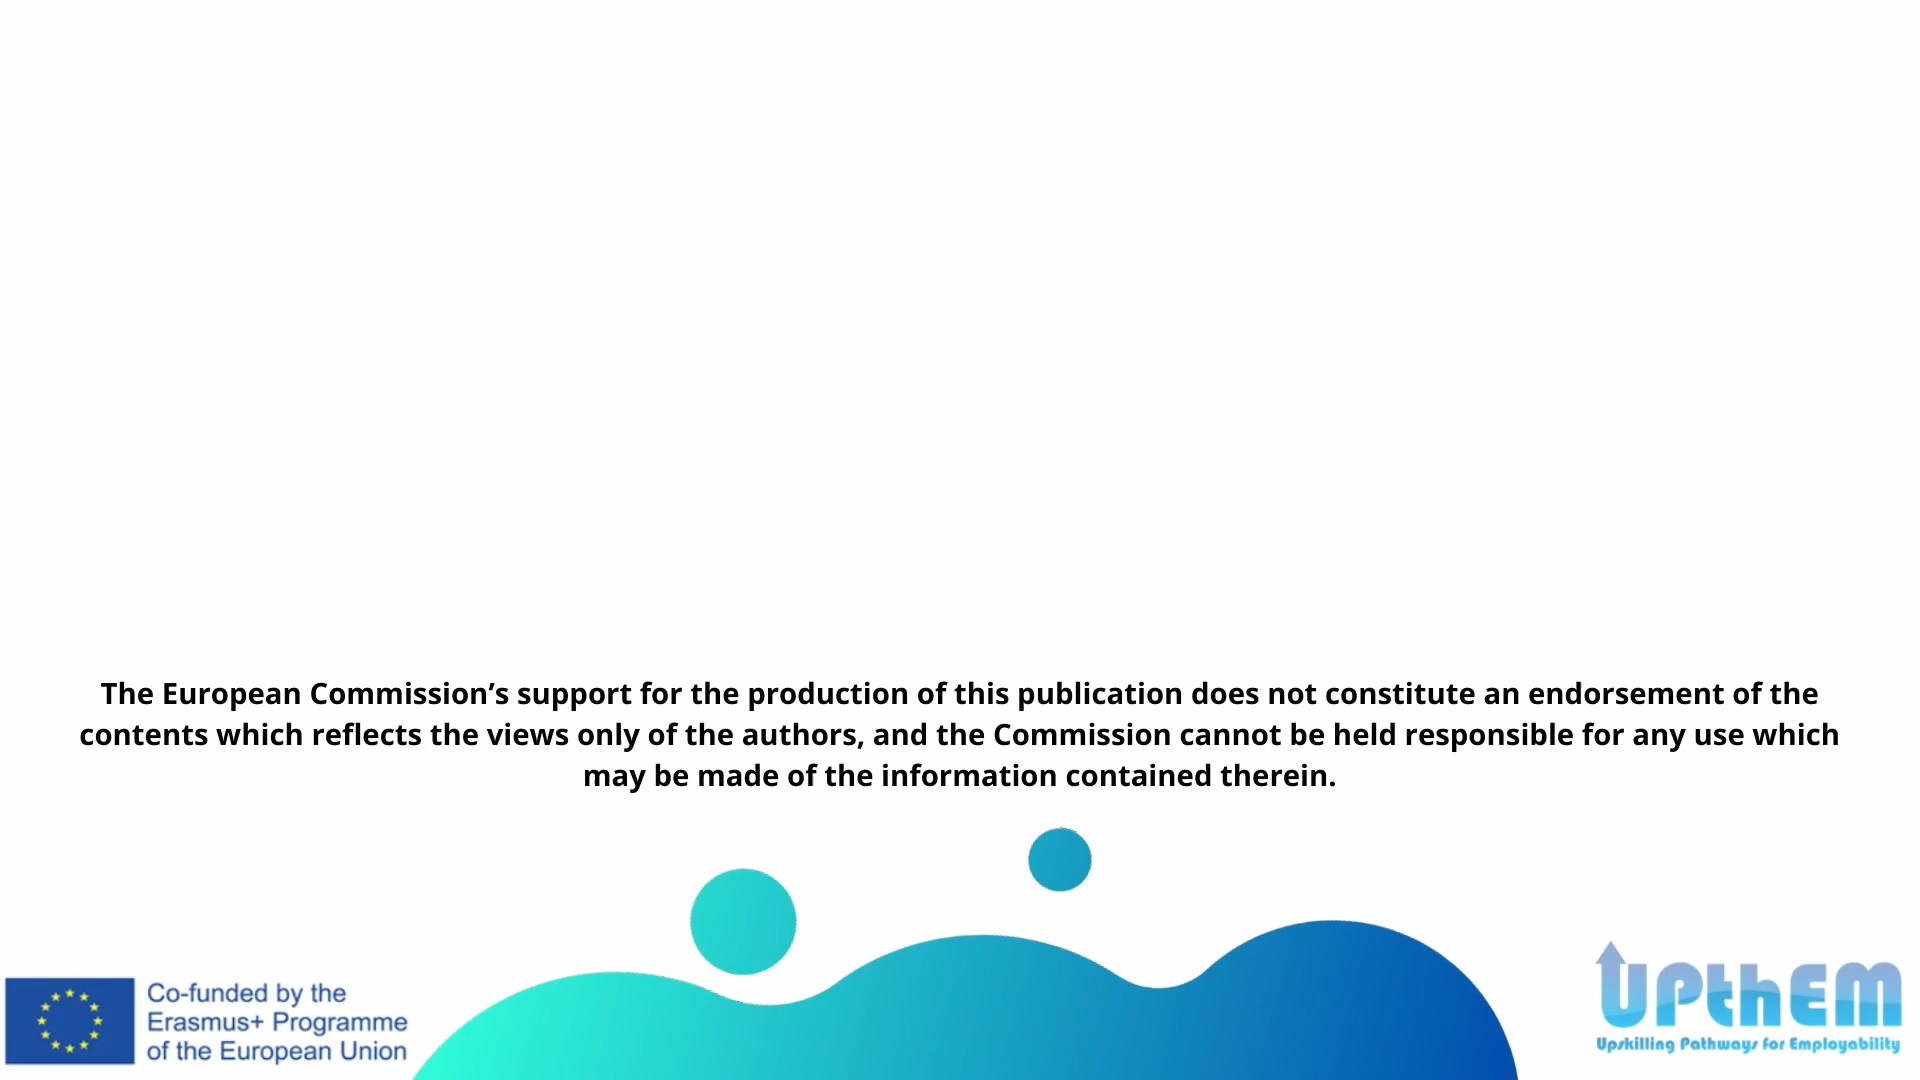 The European Commission’s support for the production of this publication does not constitute an endorsement of the
contents which reflects the views only of the authors, and the Commission cannot be held responsible for any use which
may be made of the information contained therein.
Co-funded by the
Erasmus+ Programme
of the European Union
UPthEM
Upskilling Pathways for Employability